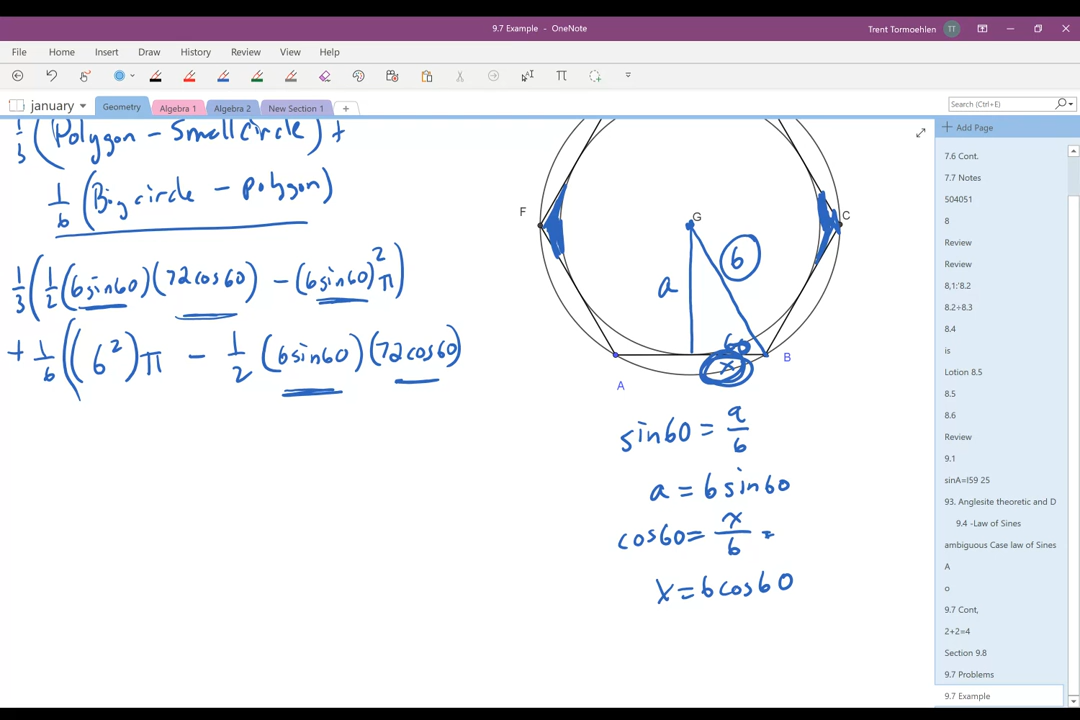 9.7 Example - OneNote
Trent Tormoehlen TT
File Home Insert Draw History Review View Help
january Geometry Algebra 1 Algebra 2 New Section 1 +
Search (Ctrl+E)
Add Page
7.6 Cont.
7.7 Notes
504051
8
Review
Review
8,1:'8.2
8.2+8.3
8.4
is
Lotion 8.5
8.5
8.6
Review
9.1
sinA=I59 25
93. Anglesite theoretic and D
9.4 -Law of Sines
ambiguous Case law of Sines
A
o
9.7 Cont,
2+2=4
Section 9.8
9.7 Problems
9.7 Example
1/3 (Polygon - Small circle) +
1/6 (Big circle - polygon)
1/3 (1/2 (6sin60)(72cos60) - (6sin60)²π)
+ 1/6 ((6²)π - 1/2 (6sin60)(72cos60)
F
G
C
6
a
60
x
B
A
sin60 = a/6
a = 6sin60
cos60 = x/6 =
x = 6cos60